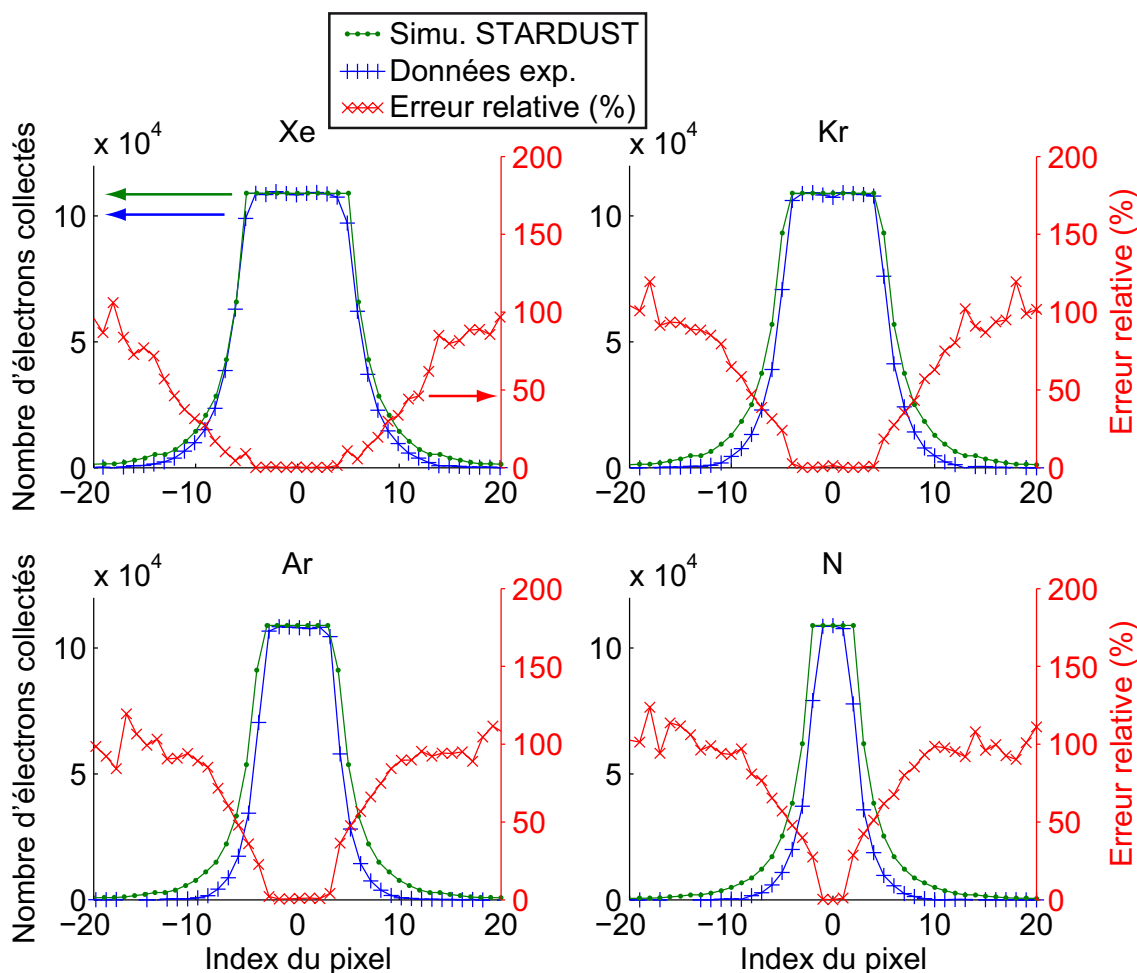 Simu. STARDUST
Données exp.
Erreur relative (%)
Xe
Kr
x 10^4
200
x 10^4
200
10
150
10
150
100
100
5
5
50
50
0
0
0
0
−20 −10 0 10 20
−20 −10 0 10 20
Nombre d'électrons collectés
Erreur relative (%)
Ar
N
x 10^4
200
x 10^4
200
10
150
10
150
100
100
5
5
50
50
0
0
0
0
−20 −10 0 10 20
−20 −10 0 10 20
Nombre d'électrons collectés
Erreur relative (%)
Index du pixel
Index du pixel